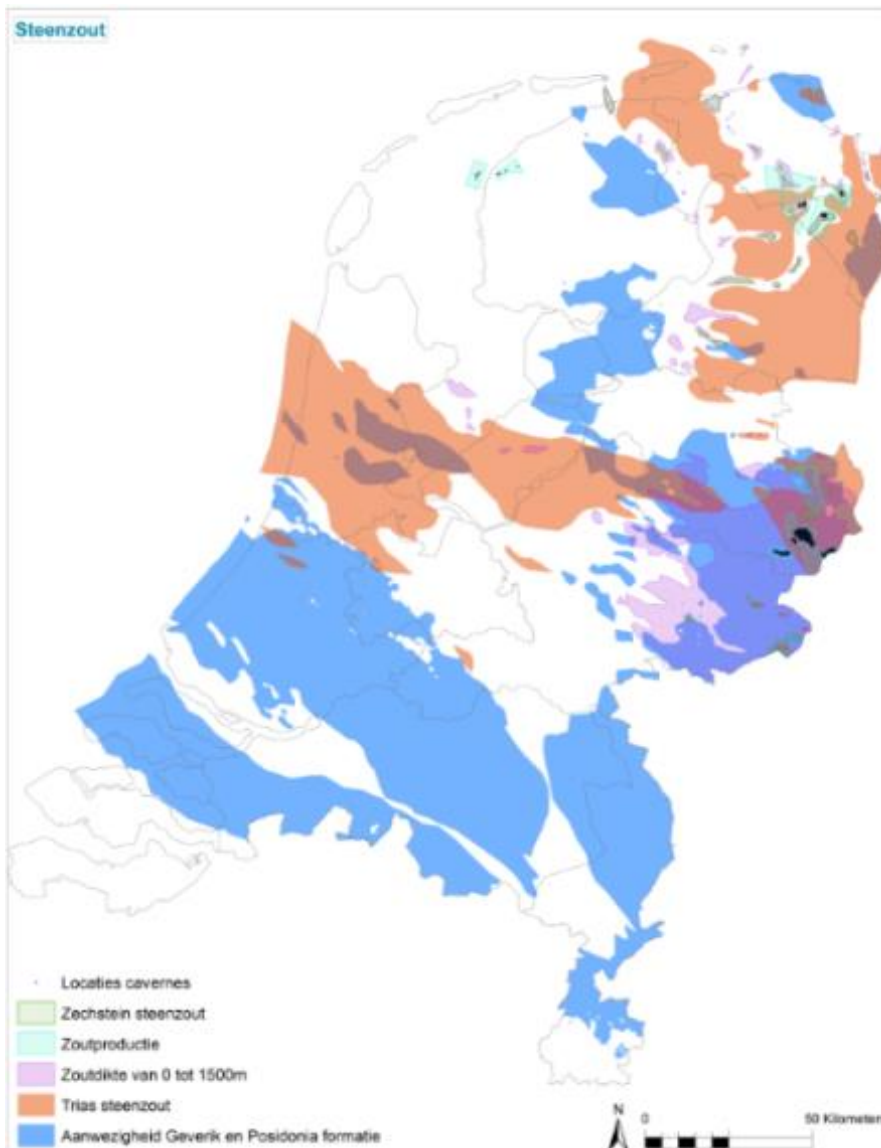 Steenzout
Locaties cavernes
Zechstein steenzout
Zoutproductie
Zoutdikte van 0 tot 1500m
Trias steenzout
Aanwezigheid Geverik en Posidonia formatie
N
0
50 Kilometer